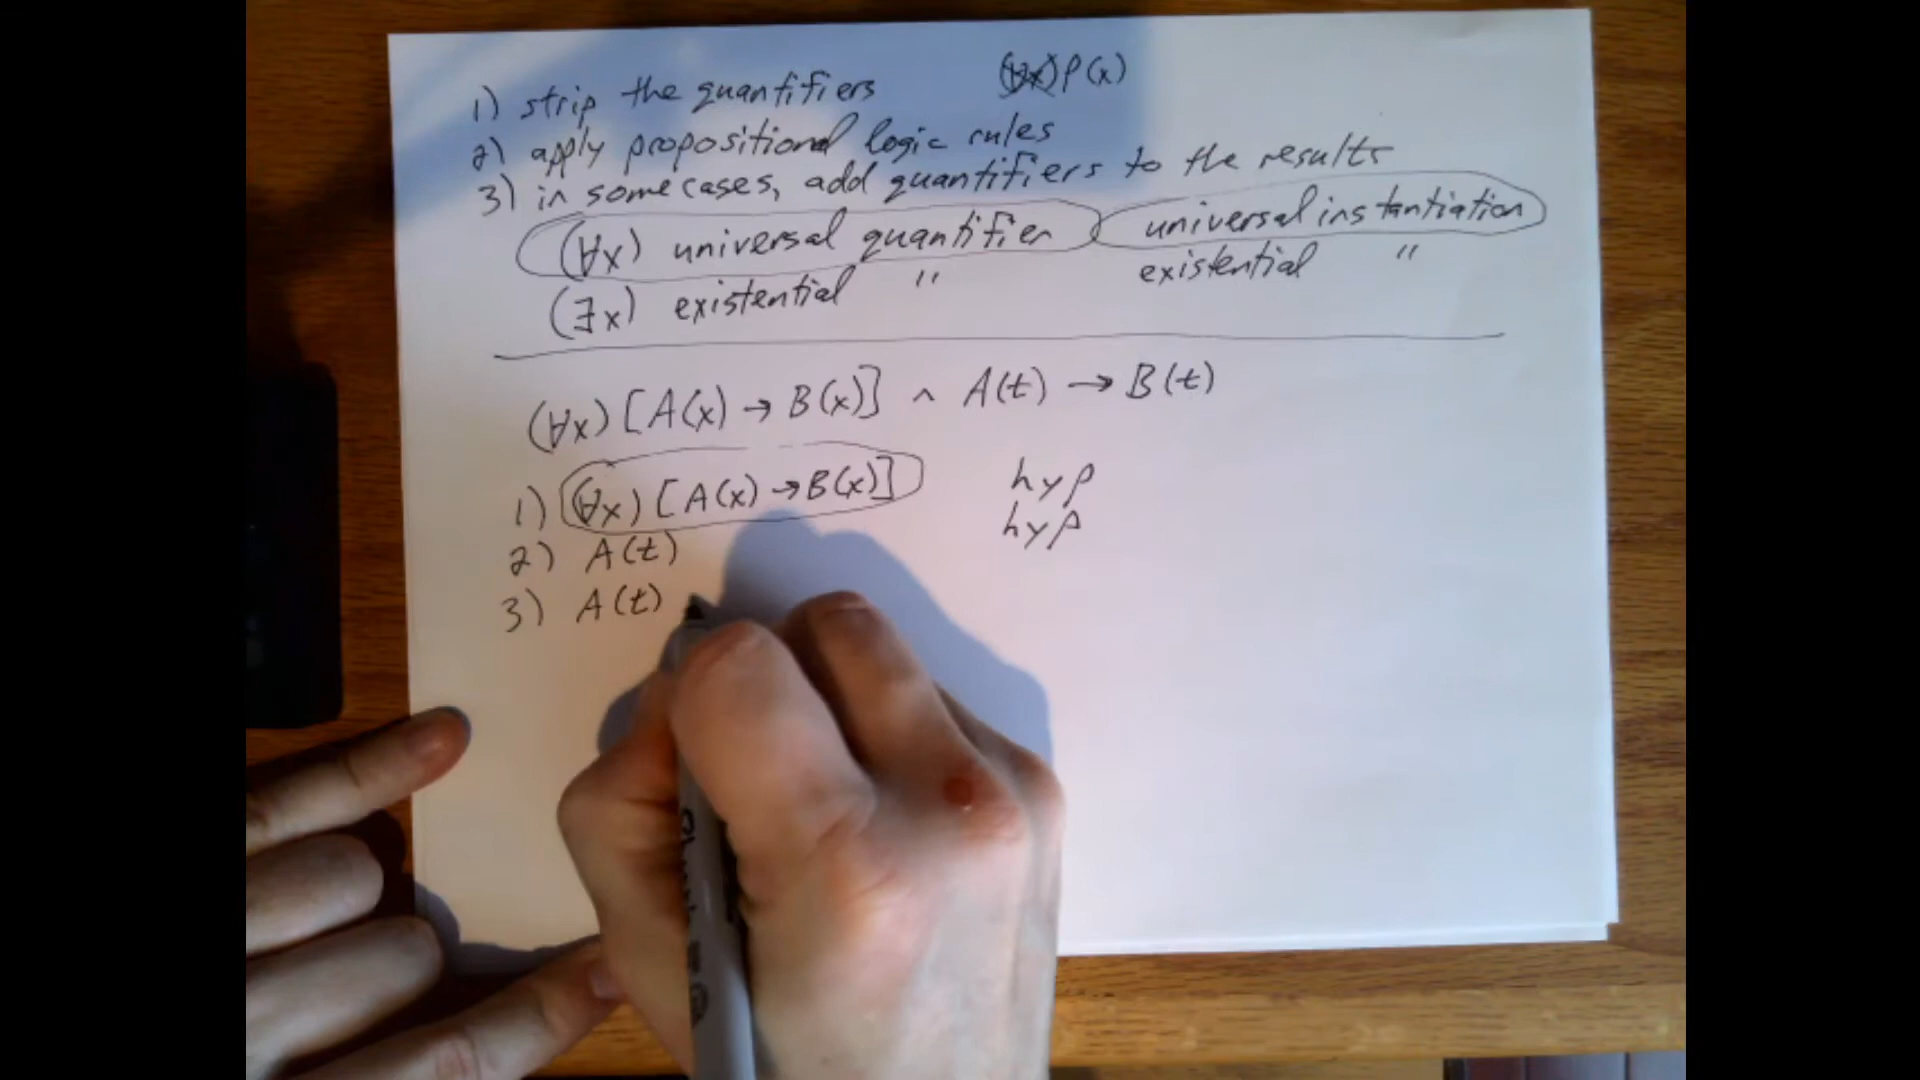 1) strip the quantifiers (∀x)P(x)
2) apply propositional logic rules
3) in some cases, add quantifiers to the results
(∀x) universal quantifier universal instantiation
(∃x) existential " existential "
(∀x)[A(x)→B(x)] ∧ A(t) → B(t)
1) (∀x)[A(x)→B(x)] hyp
2) A(t) hyp
3) A(t)